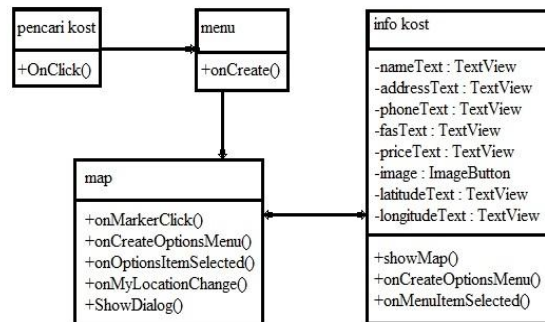 pencari kost
+OnClick()
menu
+onCreate()
map
+onMarkerClick()
+onCreateOptionsMenu()
+onOptionsItemSelected()
+onMyLocationChange()
+ShowDialog()
info kost
-nameText : TextView
-addressText : TextView
-phoneText : TextView
-fasText : TextView
-priceText : TextView
-image : ImageButton
-latitudeText : TextView
-longitudeText : TextView
+showMap()
+onCreateOptionsMenu()
+onMenuItemSelected()